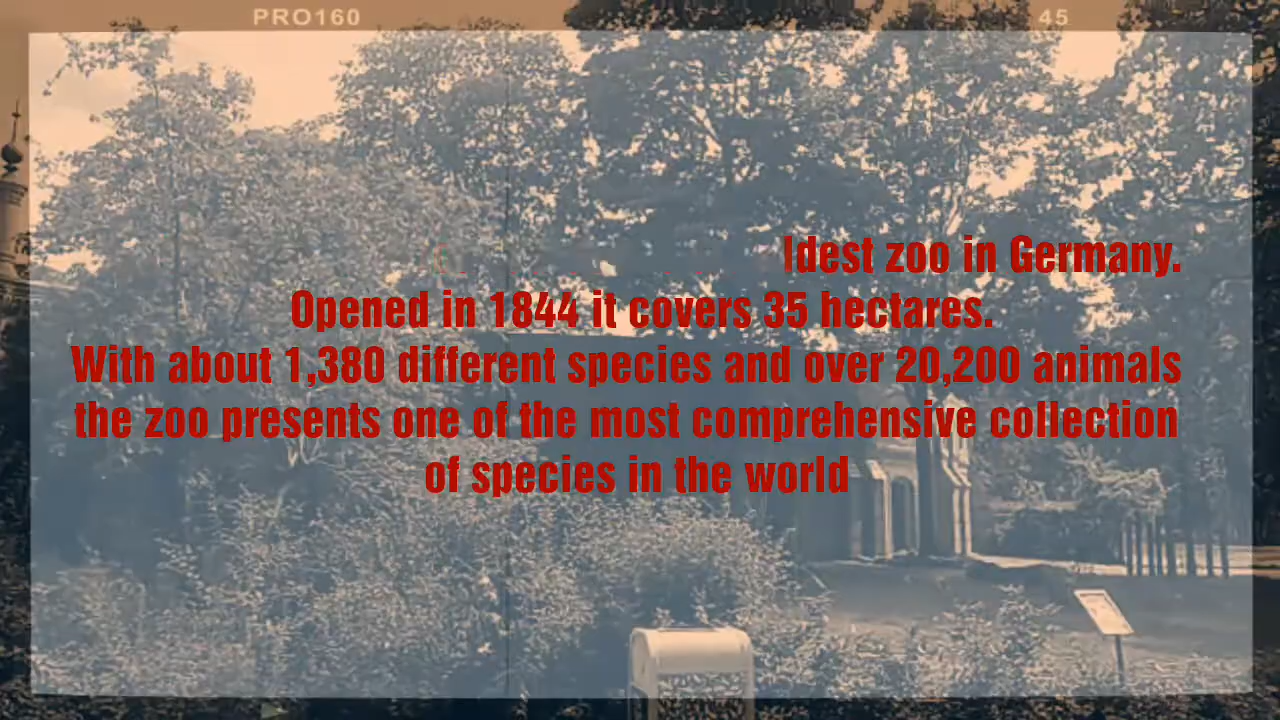 PRO160 45
ldest zoo in Germany.
Opened in 1844 it covers 35 hectares.
With about 1,380 different species and over 20,200 animals
the zoo presents one of the most comprehensive collection
of species in the world